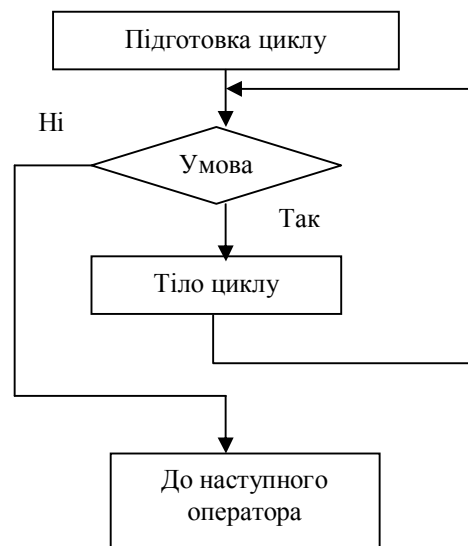 Підготовка циклу
Ні
Умова
Так
Тіло циклу
До наступного
оператора